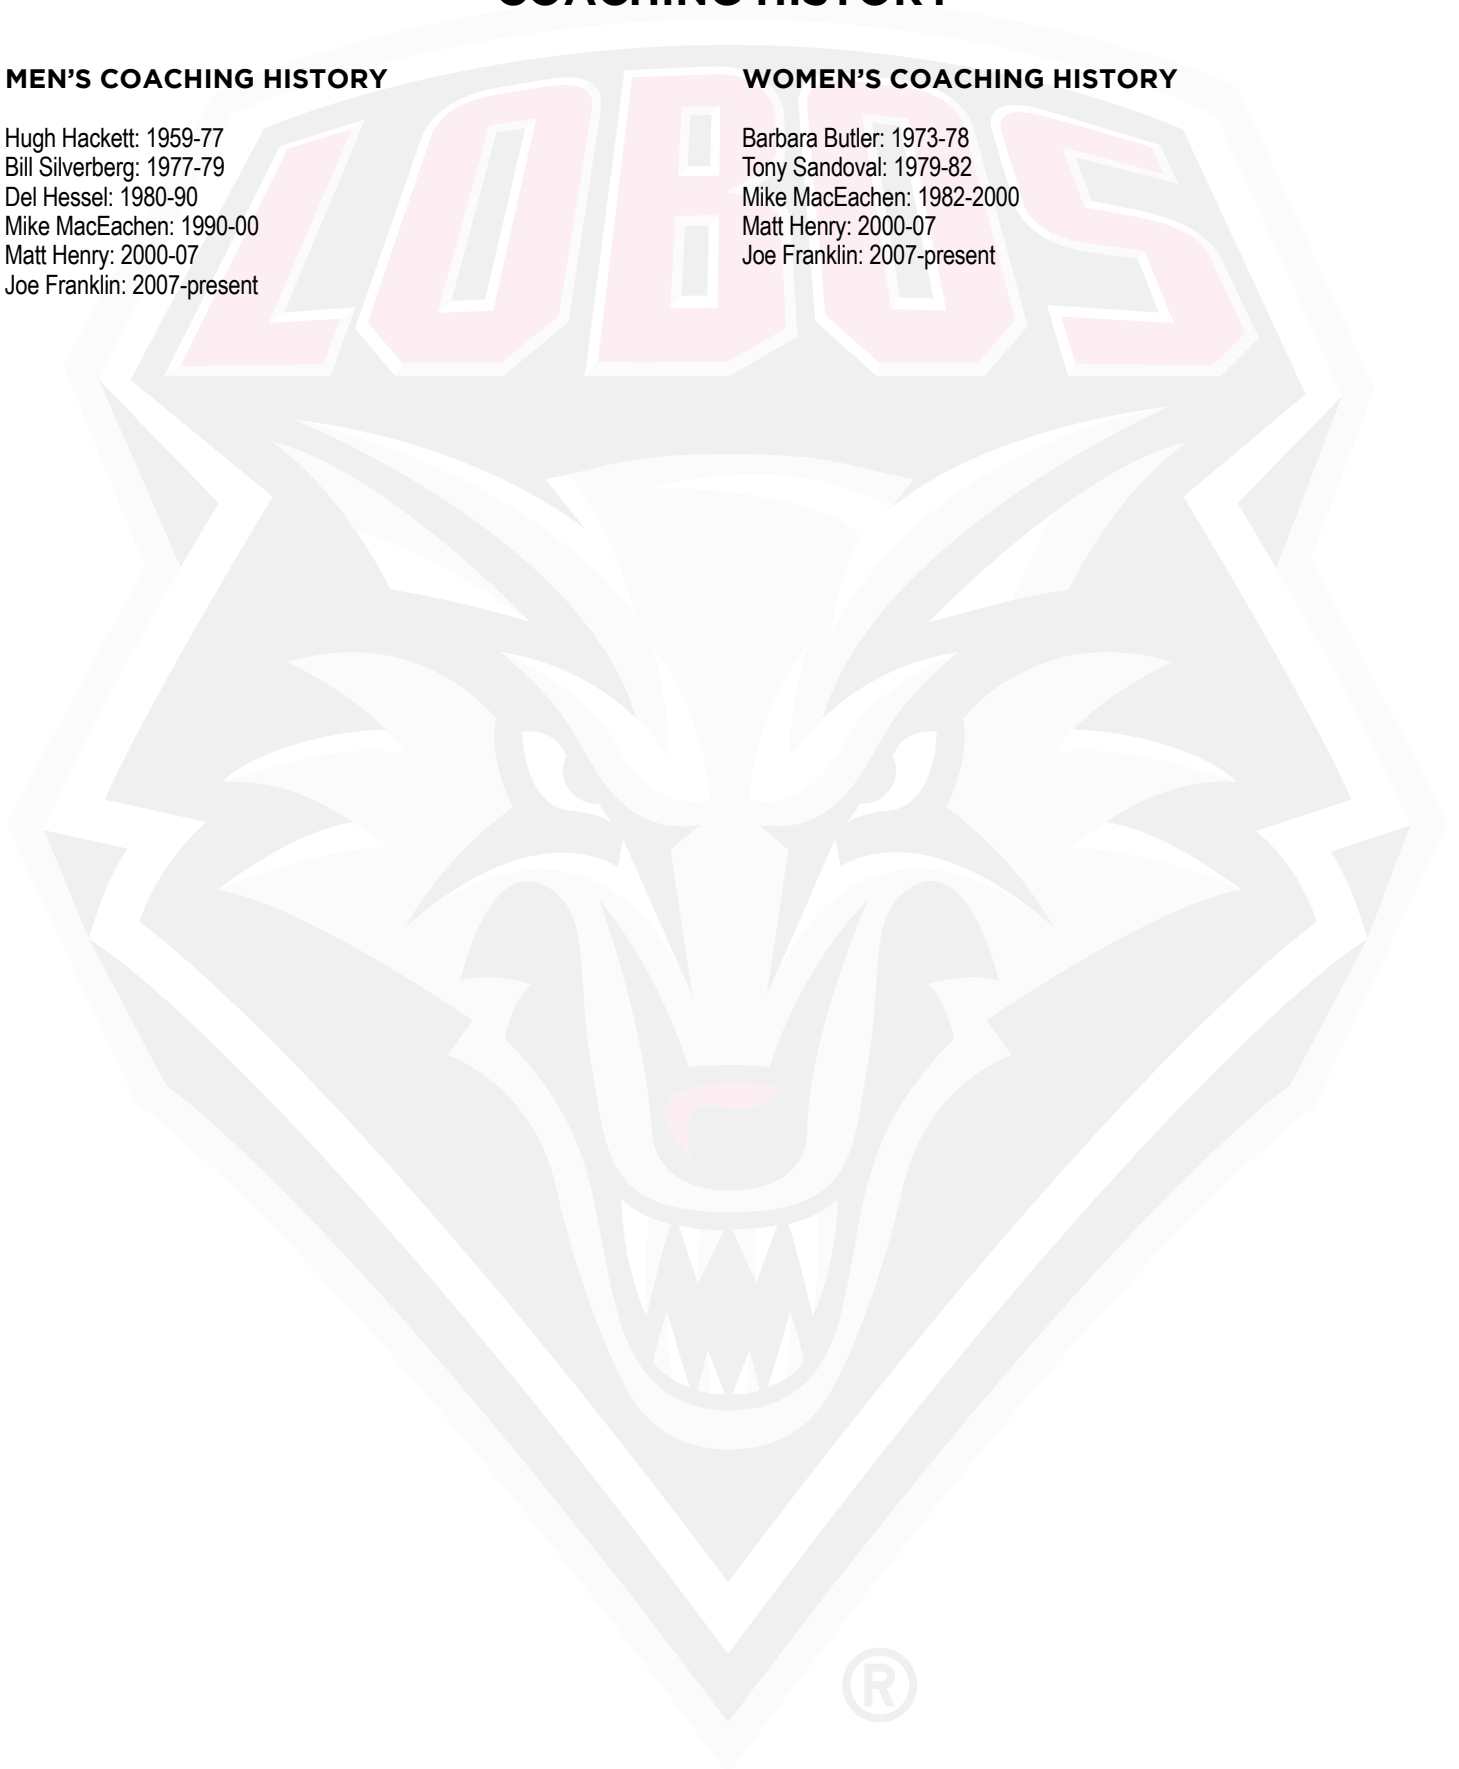 COACHING HISTORY
MEN'S COACHING HISTORY
Hugh Hackett: 1959-77
Bill Silverberg: 1977-79
Del Hessel: 1980-90
Mike MacEachen: 1990-00
Matt Henry: 2000-07
Joe Franklin: 2007-present
WOMEN'S COACHING HISTORY
Barbara Butler: 1973-78
Tony Sandoval: 1979-82
Mike MacEachen: 1982-2000
Matt Henry: 2000-07
Joe Franklin: 2007-present
LOBOS
®